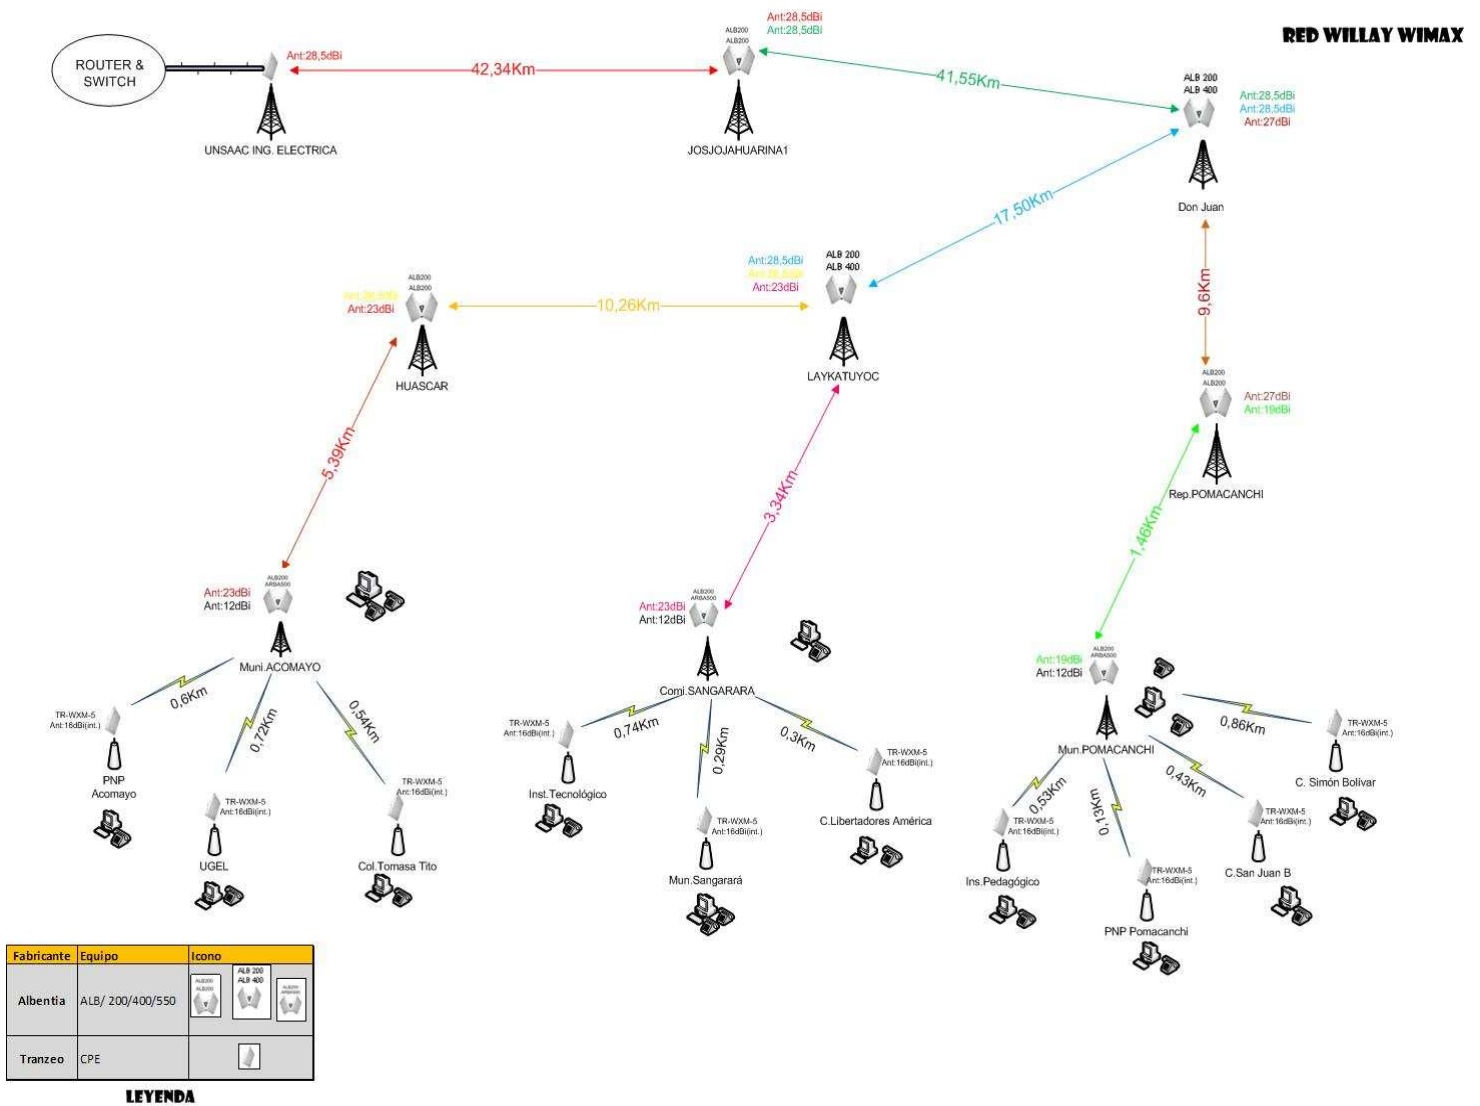 RED WILLAY WIMAX
ROUTER &
SWITCH
Ant:28,5dBi
UNSAAC ING. ELECTRICA
42,34Km
Ant:28,5dBi
Ant:28,5dBi
ALB200
ALB200
JOSJOJAHUARINA1
41,55Km
ALB 200
ALB 400
Ant:28,5dBi
Ant:28,5dBi
Ant:27dBi
Don Juan
17,50Km
9,6Km
Ant:28,5dBi
Ant:28,5dBi
Ant:23dBi
ALB 200
ALB 400
LAYKATUYOC
10,26Km
ALB200
ALB200
Ant:28,5dBi
Ant:23dBi
HUASCAR
5,39Km
3,34Km
ALB200
ALB200
Ant:27dBi
Ant:19dBi
Rep.POMACANCHI
1,46Km
ALB200
ARBA500
Ant:23dBi
Ant:12dBi
Muni.ACOMAYO
0,6Km
0,72Km
0,54Km
TR-WXM-5
Ant:16dBi(int.)
PNP
Acomayo
TR-WXM-5
Ant:16dBi(int.)
UGEL
TR-WXM-5
Ant:16dBi(int.)
Col.Tomasa Tito
ALB200
ARBA500
Ant:23dBi
Ant:12dBi
Comi.SANGARARA
0,74Km
0,29Km
0,3Km
TR-WXM-5
Ant:16dBi(int.)
Inst.Tecnológico
TR-WXM-5
Ant:16dBi(int.)
Mun.Sangarará
TR-WXM-5
Ant:16dBi(int.)
C.Libertadores América
ALB200
ARBA500
Ant:19dBi
Ant:12dBi
Mun.POMACANCHI
0,53Km
0,13Km
0,43Km
0,86Km
TR-WXM-5
Ant:16dBi(int.)
Ins.Pedagógico
TR-WXM-5
Ant:16dBi(int.)
PNP Pomacanchi
TR-WXM-5
Ant:16dBi(int.)
C.San Juan B
TR-WXM-5
Ant:16dBi(int.)
C. Simón Bolívar
Fabricante Equipo Icono
Albentia ALB/ 200/400/550
ALB200
ALB200
ALB 200
ALB 400
ALB200
ARBA500
Tranzeo CPE
LEYENDA